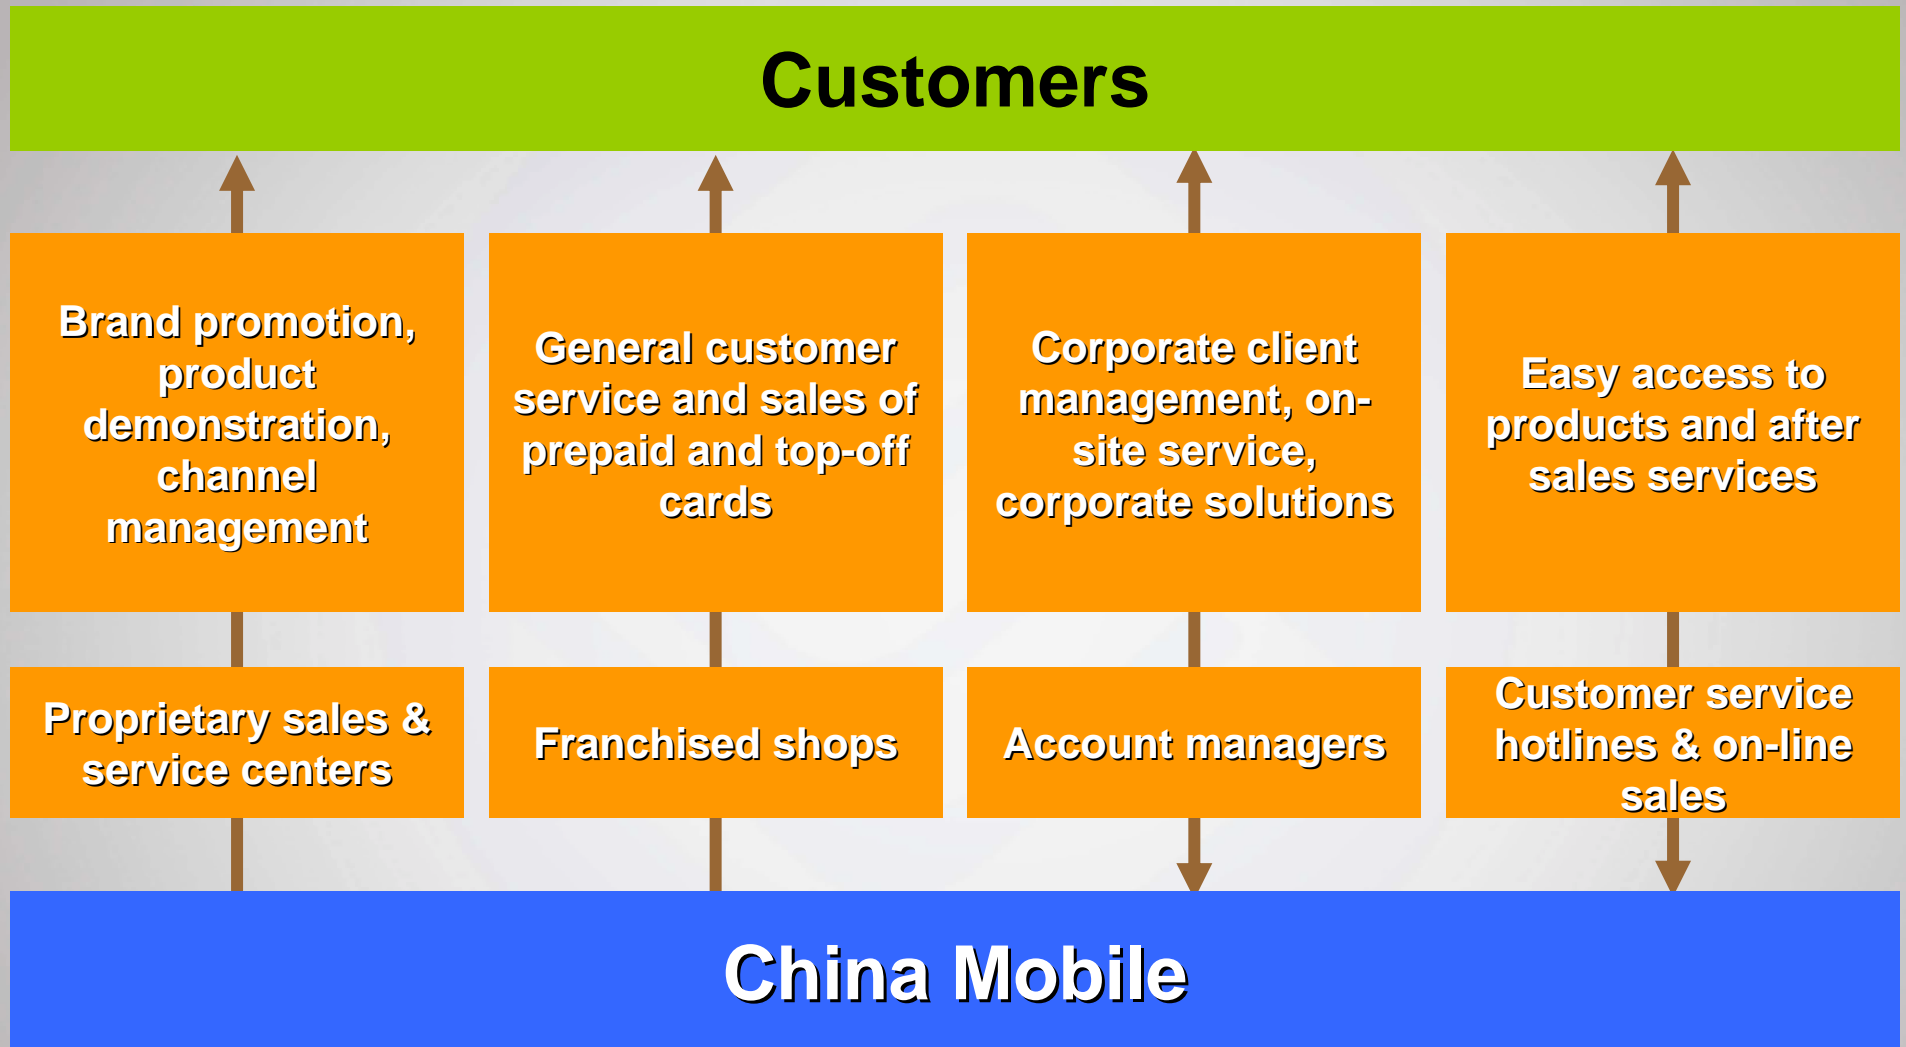 Customers
Brand promotion,
product
demonstration,
channel
management
General customer
service and sales of
prepaid and top-off
cards
Corporate client
management, on-
site service,
corporate solutions
Easy access to
products and after
sales services
Proprietary sales &
service centers
Franchised shops
Account managers
Customer service
hotlines & on-line
sales
China Mobile